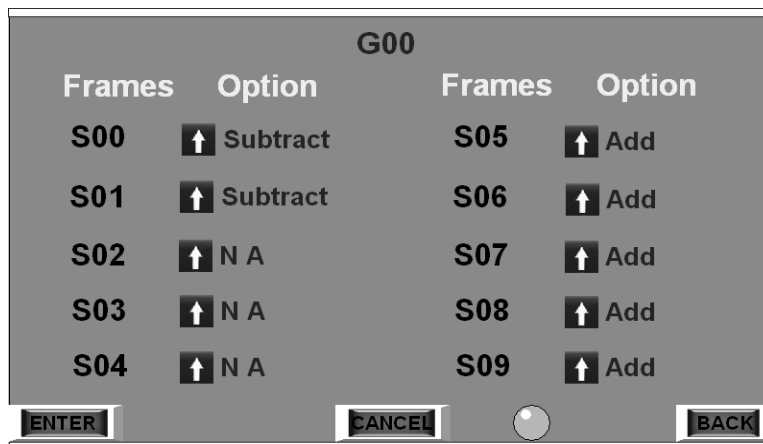 G00
Frames Option Frames Option
S00 Subtract S05 Add
S01 Subtract S06 Add
S02 N A S07 Add
S03 N A S08 Add
S04 N A S09 Add
ENTER CANCEL BACK